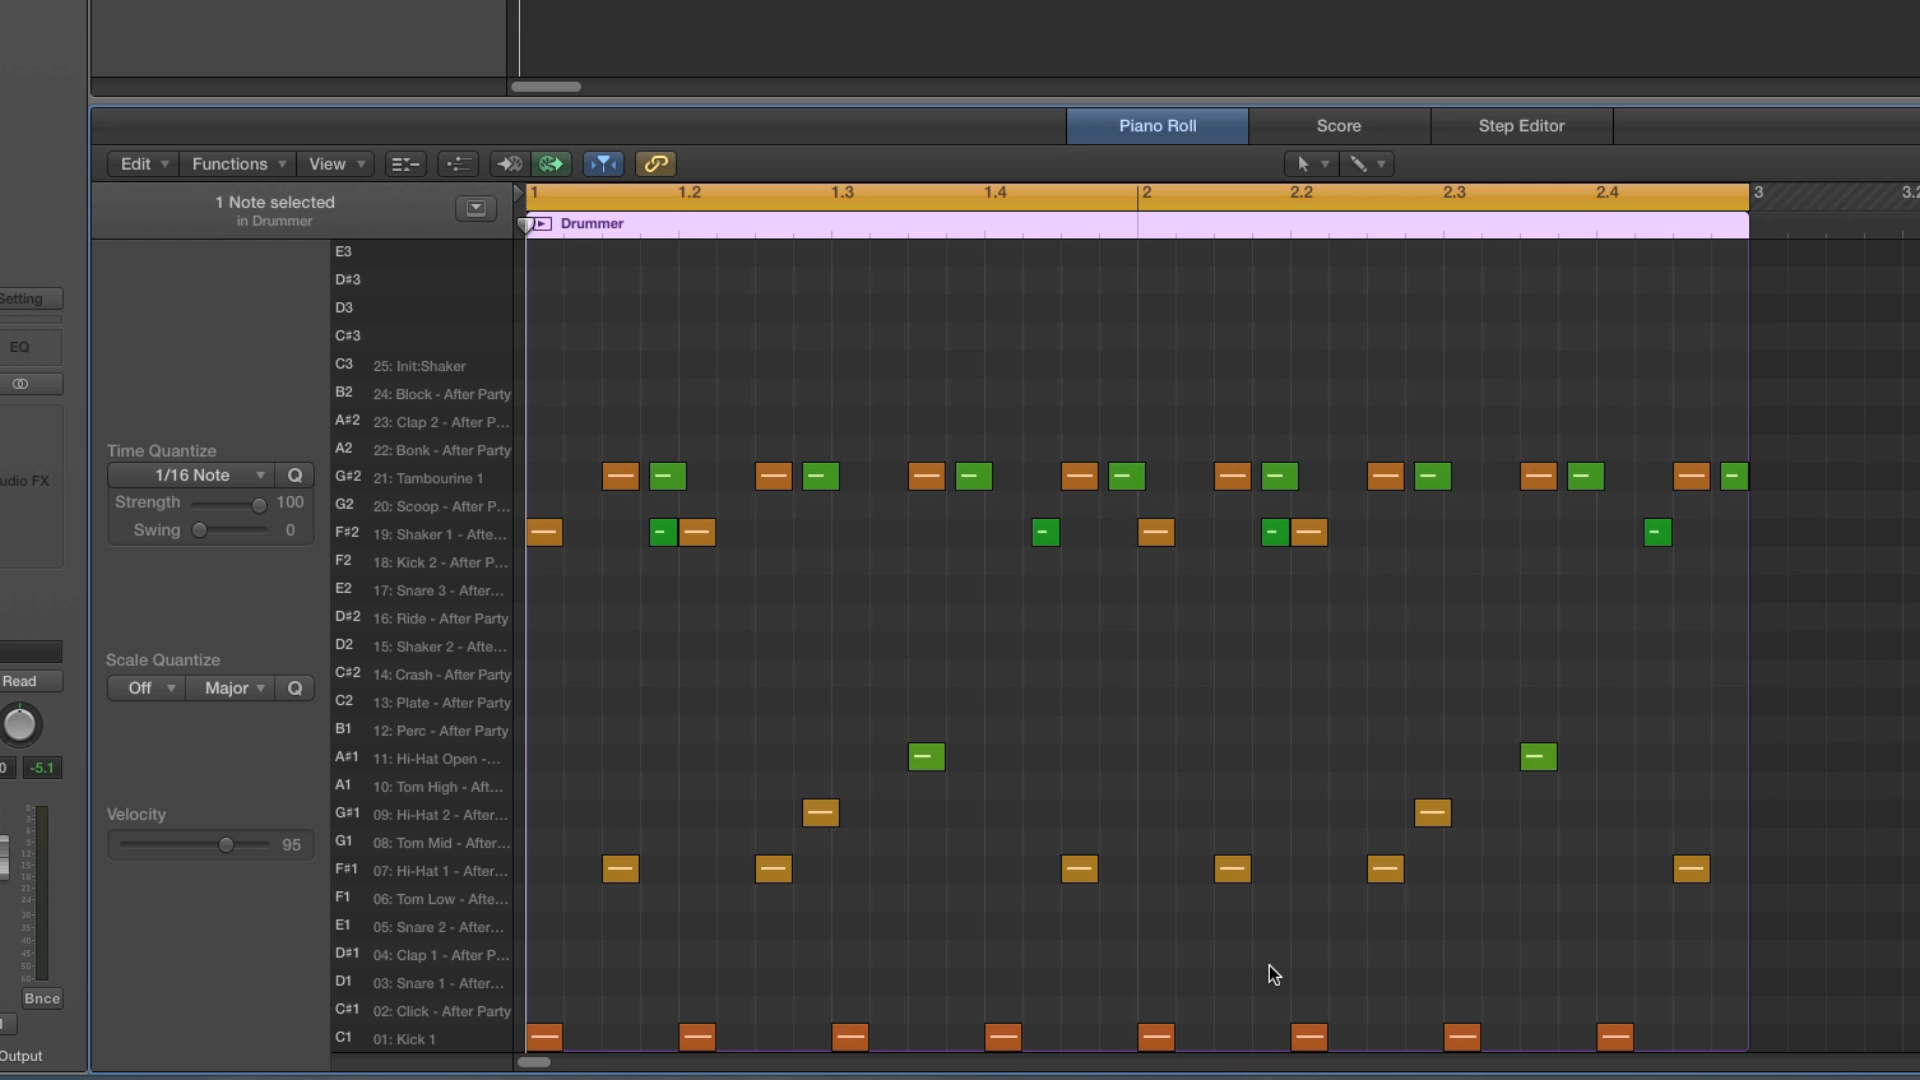 Piano Roll
Score
Step Editor
Edit
Functions
View
1 Note selected
in Drummer
1 1.2 1.3 1.4 2 2.2 2.3 2.4 3 3.2
Drummer
E3
D#3
D3
C#3
C3 25: Init:Shaker
B2 24: Block - After Party
A#2 23: Clap 2 - After P...
A2 22: Bonk - After Party
G#2 21: Tambourine 1
G2 20: Scoop - After P...
F#2 19: Shaker 1 - Afte...
F2 18: Kick 2 - After P...
E2 17: Snare 3 - After...
D#2 16: Ride - After Party
D2 15: Shaker 2 - Afte...
C#2 14: Crash - After Party
C2 13: Plate - After Party
B1 12: Perc - After Party
A#1 11: Hi-Hat Open -...
A1 10: Tom High - Aft...
G#1 09: Hi-Hat 2 - After...
G1 08: Tom Mid - After...
F#1 07: Hi-Hat 1 - After...
F1 06: Tom Low - Afte...
E1 05: Snare 2 - After...
D#1 04: Clap 1 - After P...
D1 03: Snare 1 - After...
C#1 02: Click - After Party
C1 01: Kick 1
Time Quantize
1/16 Note Q
Strength 100
Swing 0
Scale Quantize
Off Major Q
Velocity
95
Setting
EQ
udio FX
Read
0 -5.1
Bnce
Output